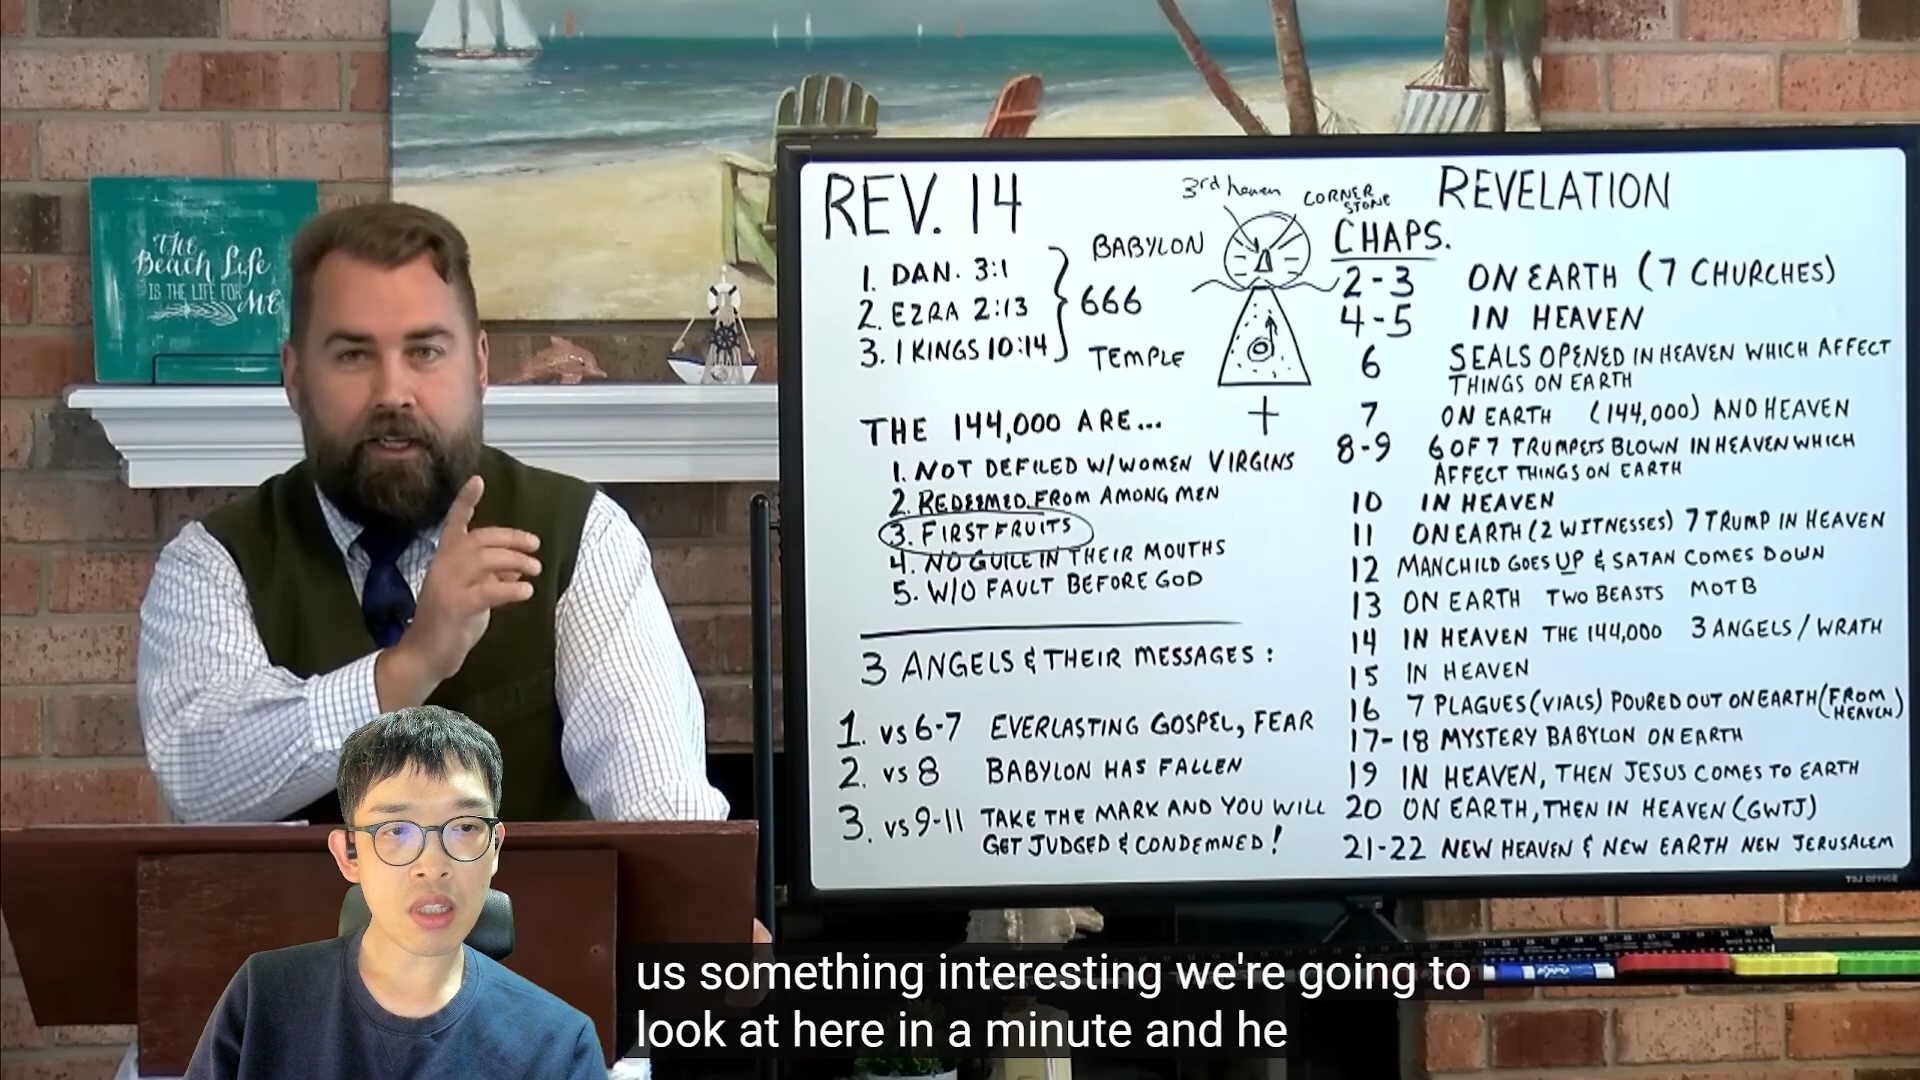 The
Beach Life
IS THE LIFE FOR
ME
REV. 14
1. DAN. 3:1
2. EZRA 2:13
3. 1 KINGS 10:14
BABYLON
666
TEMPLE
3rd heaven
CORNER
STONE
THE 144,000 ARE...
1. NOT DEFILED W/WOMEN VIRGINS
2. REDEEMED FROM AMONG MEN
3. FIRST FRUITS
4. NO GUILE IN THEIR MOUTHS
5. W/O FAULT BEFORE GOD
3 ANGELS & THEIR MESSAGES:
1. vs 6-7 EVERLASTING GOSPEL, FEAR
2. vs 8 BABYLON HAS FALLEN
3. vs 9-11 TAKE THE MARK AND YOU WILL
GET JUDGED & CONDEMNED!
REVELATION
CHAPS.
2-3 ON EARTH (7 CHURCHES)
4-5 IN HEAVEN
6 SEALS OPENED IN HEAVEN WHICH AFFECT
THINGS ON EARTH
7 ON EARTH (144,000) AND HEAVEN
8-9 6 OF 7 TRUMPETS BLOWN IN HEAVEN WHICH
AFFECT THINGS ON EARTH
10 IN HEAVEN
11 ON EARTH (2 WITNESSES) 7 TRUMP IN HEAVEN
12 MANCHILD GOES UP & SATAN COMES DOWN
13 ON EARTH TWO BEASTS MOTB
14 IN HEAVEN THE 144,000 3 ANGELS/WRATH
15 IN HEAVEN
16 7 PLAGUES (VIALS) POURED OUT ON EARTH (FROM
HEAVEN)
17-18 MYSTERY BABYLON ON EARTH
19 IN HEAVEN, THEN JESUS COMES TO EARTH
20 ON EARTH, THEN IN HEAVEN (GWTJ)
21-22 NEW HEAVEN & NEW EARTH NEW JERUSALEM
TSJ OFFICE
us something interesting we're going to
look at here in a minute and he